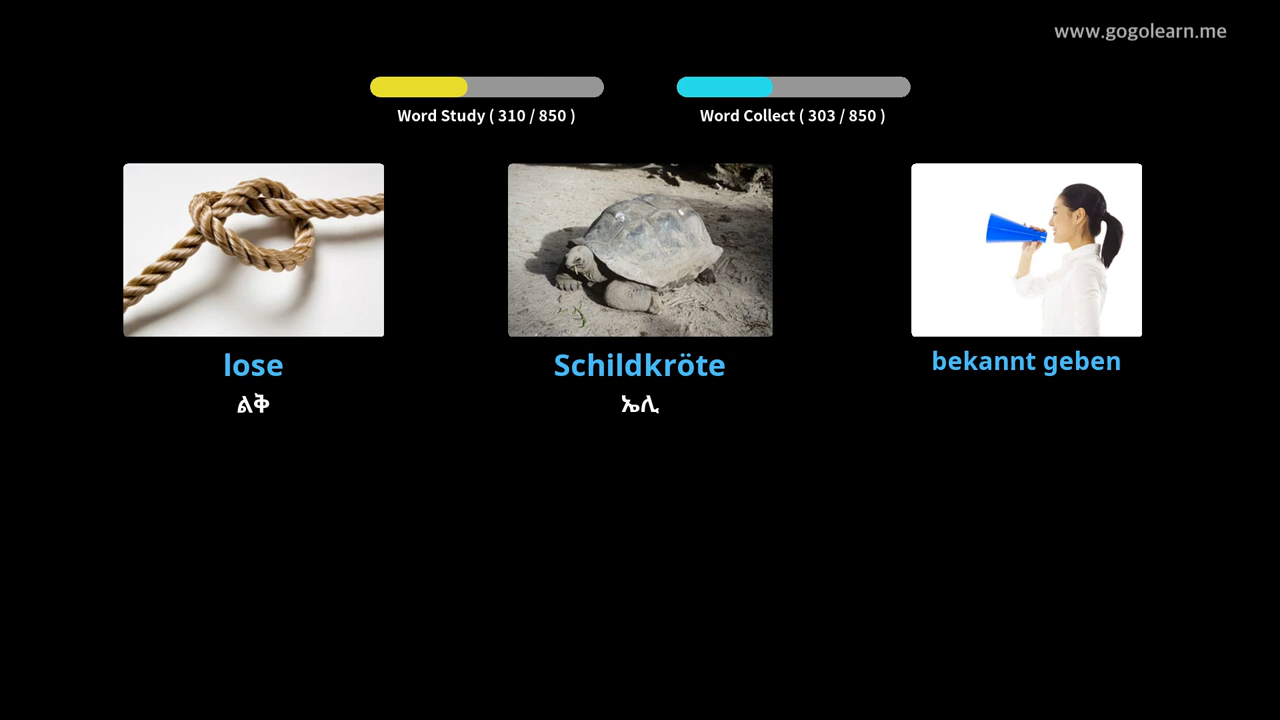 www.gogolearn.me
Word Study ( 310 / 850 )
Word Collect ( 303 / 850 )
lose
ልቅ
Schildkröte
ኤሊ
bekannt geben